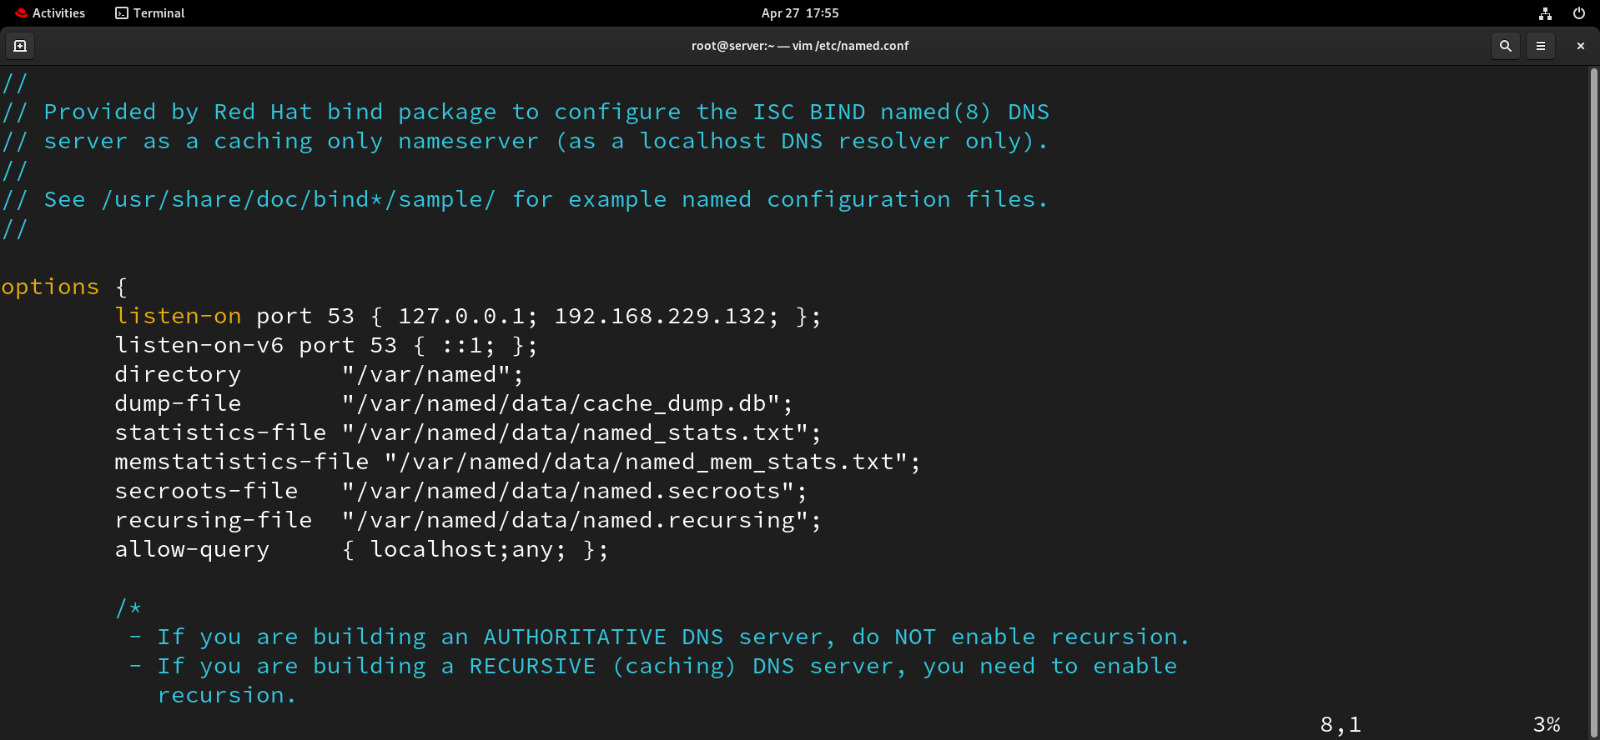 Activities Terminal Apr 27 17:55
root@server:~ — vim /etc/named.conf
//
// Provided by Red Hat bind package to configure the ISC BIND named(8) DNS
// server as a caching only nameserver (as a localhost DNS resolver only).
//
// See /usr/share/doc/bind*/sample/ for example named configuration files.
//
options {
        listen-on port 53 { 127.0.0.1; 192.168.229.132; };
        listen-on-v6 port 53 { ::1; };
        directory       "/var/named";
        dump-file       "/var/named/data/cache_dump.db";
        statistics-file "/var/named/data/named_stats.txt";
        memstatistics-file "/var/named/data/named_mem_stats.txt";
        secroots-file   "/var/named/data/named.secroots";
        recursing-file  "/var/named/data/named.recursing";
        allow-query     { localhost;any; };
        /*
         - If you are building an AUTHORITATIVE DNS server, do NOT enable recursion.
         - If you are building a RECURSIVE (caching) DNS server, you need to enable
           recursion.
8,1 3%